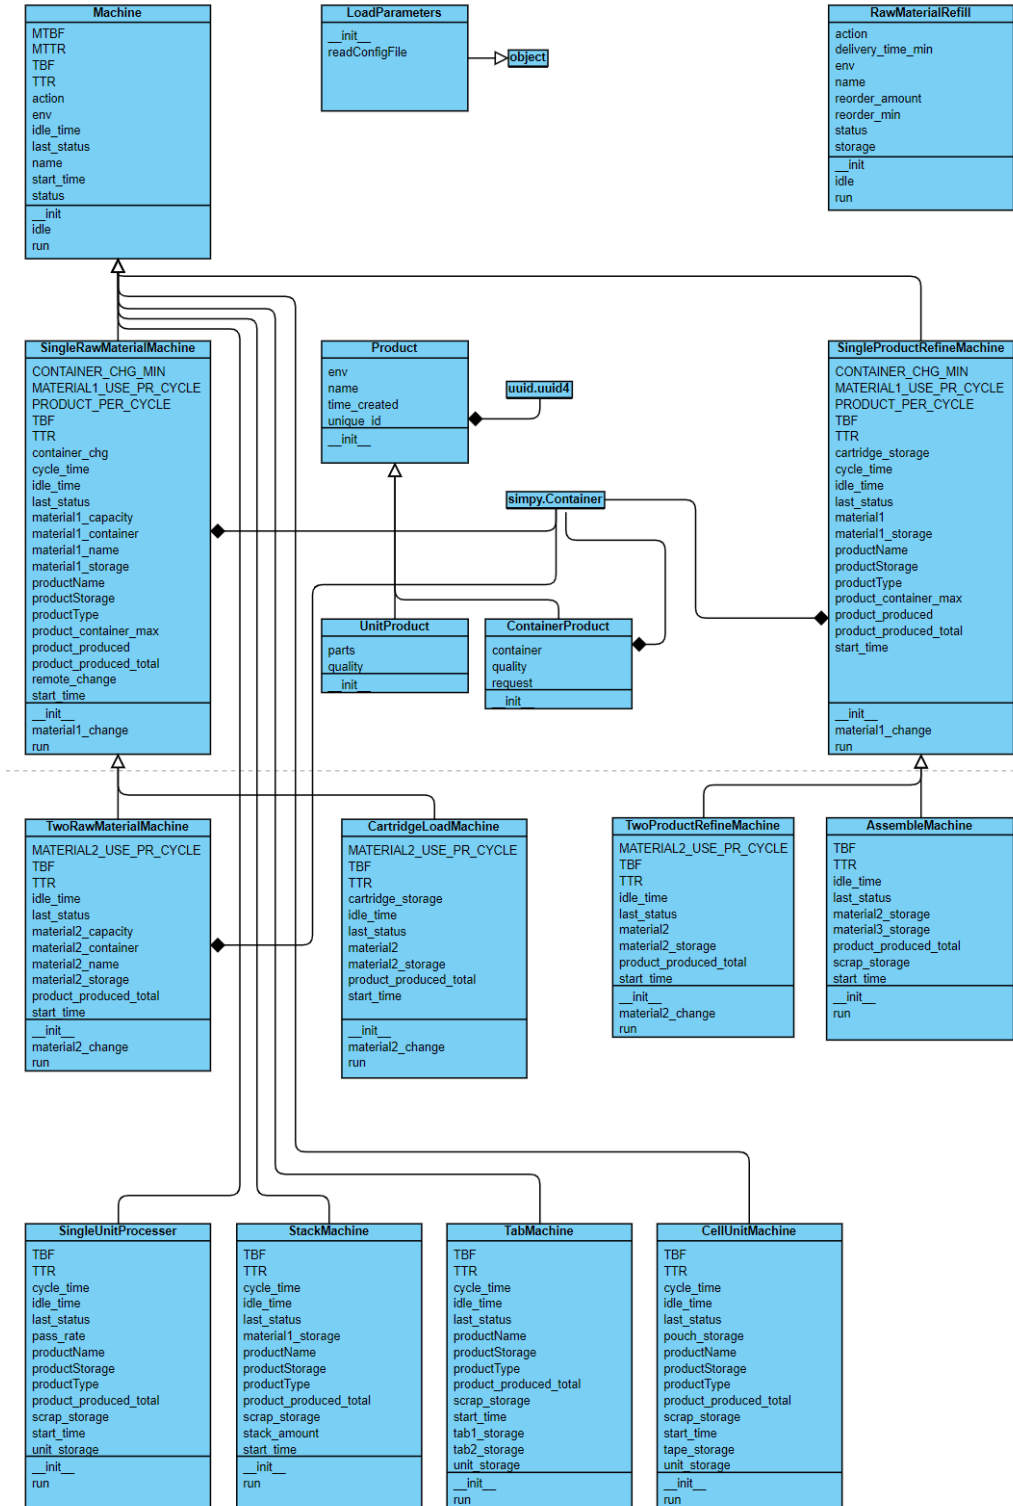 Machine
MTBF
MTTR
TBF
TTR
action
env
idle_time
last_status
name
start_time
status
__init
idle
run
LoadParameters
__init__
readConfigFile
object
RawMaterialRefill
action
delivery_time_min
env
name
reorder_amount
reorder_min
status
storage
__init
idle
run
SingleRawMaterialMachine
CONTAINER_CHG_MIN
MATERIAL1_USE_PR_CYCLE
PRODUCT_PER_CYCLE
TBF
TTR
container_chg
cycle_time
idle_time
last_status
material1_capacity
material1_container
material1_name
material1_storage
productName
productStorage
productType
product_container_max
product_produced
product_produced_total
remote_change
start_time
__init__
material1_change
run
Product
env
name
time_created
unique_id
__init__
uuid.uuid4
simpy.Container
UnitProduct
parts
quality
__init__
ContainerProduct
container
quality
request
__init__
SingleProductRefineMachine
CONTAINER_CHG_MIN
MATERIAL1_USE_PR_CYCLE
PRODUCT_PER_CYCLE
TBF
TTR
cartridge_storage
cycle_time
idle_time
last_status
material1
material1_storage
productName
productStorage
productType
product_container_max
product_produced
product_produced_total
start_time
__init__
material1_change
run
TwoRawMaterialMachine
MATERIAL2_USE_PR_CYCLE
TBF
TTR
idle_time
last_status
material2_capacity
material2_container
material2_name
material2_storage
product_produced_total
start_time
__init__
material2_change
run
CartridgeLoadMachine
MATERIAL2_USE_PR_CYCLE
TBF
TTR
cartridge_storage
idle_time
last_status
material2
material2_storage
product_produced_total
start_time
__init__
material2_change
run
TwoProductRefineMachine
MATERIAL2_USE_PR_CYCLE
TBF
TTR
idle_time
last_status
material2
material2_storage
product_produced_total
start_time
__init__
material2_change
run
AssembleMachine
TBF
TTR
idle_time
last_status
material2_storage
material3_storage
product_produced_total
scrap_storage
start_time
__init__
run
SingleUnitProcesser
TBF
TTR
cycle_time
idle_time
last_status
pass_rate
productName
productStorage
productType
product_produced_total
scrap_storage
start_time
unit_storage
__init__
run
StackMachine
TBF
TTR
cycle_time
idle_time
last_status
material1_storage
productName
productStorage
productType
product_produced_total
scrap_storage
stack_amount
start_time
__init__
run
TabMachine
TBF
TTR
cycle_time
idle_time
last_status
productName
productStorage
productType
product_produced_total
scrap_storage
start_time
tab1_storage
tab2_storage
unit_storage
__init__
run
CellUnitMachine
TBF
TTR
cycle_time
idle_time
last_status
pouch_storage
productName
productStorage
productType
product_produced_total
scrap_storage
start_time
tape_storage
unit_storage
__init__
run